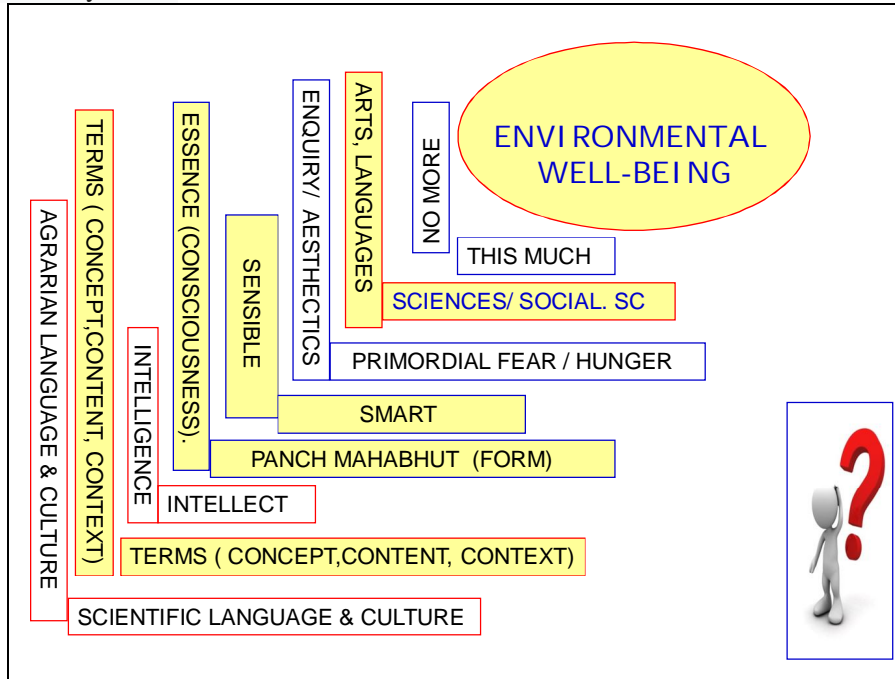 ENVIRONMENTAL
WELL-BEING
NO MORE
THIS MUCH
ARTS, LANGUAGES
SCIENCES/ SOCIAL. SC
ENQUIRY/ AESTHECTICS
PRIMORDIAL FEAR / HUNGER
SENSIBLE
SMART
ESSENCE (CONSCIOUSNESS).
PANCH MAHABHUT (FORM)
INTELLIGENCE
INTELLECT
TERMS ( CONCEPT,CONTENT, CONTEXT)
TERMS ( CONCEPT,CONTENT, CONTEXT)
AGRARIAN LANGUAGE & CULTURE
SCIENTIFIC LANGUAGE & CULTURE
?